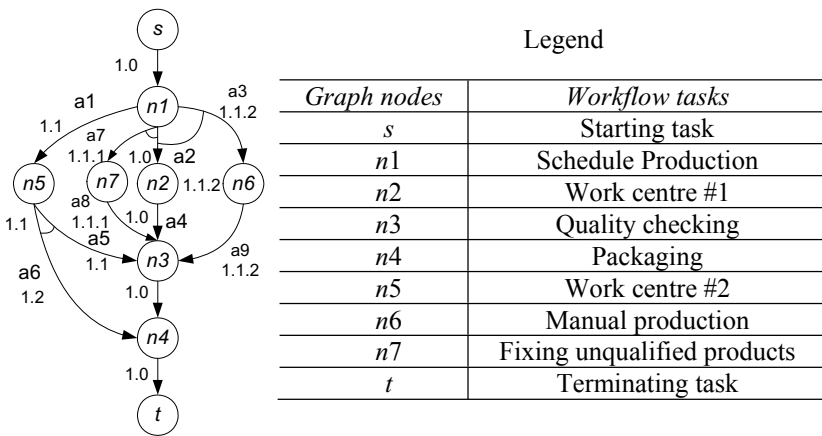 s
1.0
a1
a3
1.1.2
n1
1.1
a7
1.1.1
1.0
a2
n5
n7
n2
1.1.2
n6
1.1
a8
1.1.1
1.0
a4
a5
1.1
a9
1.1.2
n3
a6
1.2
1.0
n4
1.0
t
Legend
Graph nodes Workflow tasks
s Starting task
n1 Schedule Production
n2 Work centre #1
n3 Quality checking
n4 Packaging
n5 Work centre #2
n6 Manual production
n7 Fixing unqualified products
t Terminating task